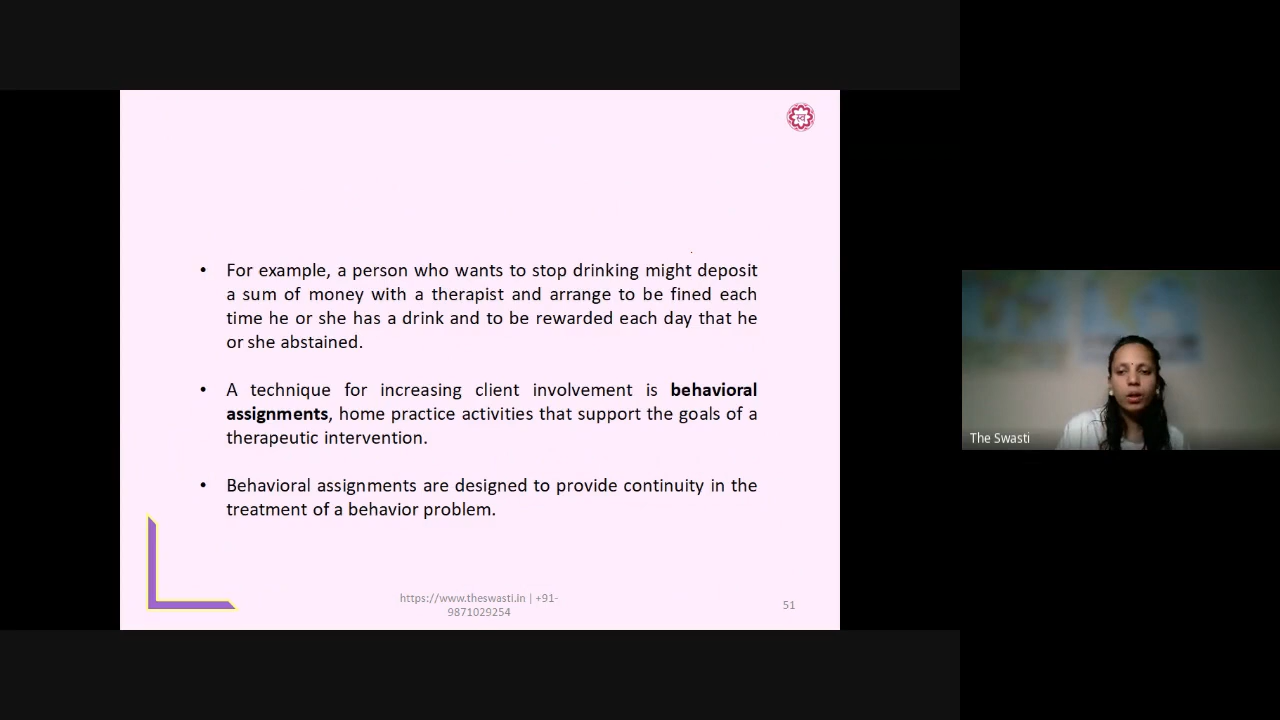 स्व
• For example, a person who wants to stop drinking might deposit
a sum of money with a therapist and arrange to be fined each
time he or she has a drink and to be rewarded each day that he
or she abstained.
• A technique for increasing client involvement is behavioral
assignments, home practice activities that support the goals of a
therapeutic intervention.
• Behavioral assignments are designed to provide continuity in the
treatment of a behavior problem.
https://www.theswasti.in | +91-
9871029254
51
The Swasti